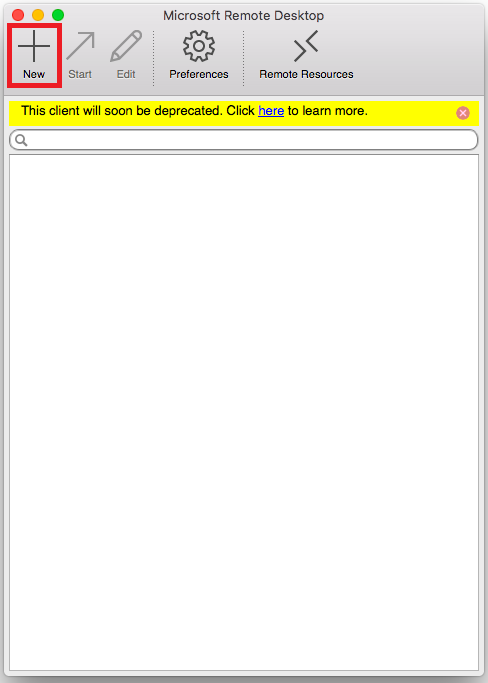 Microsoft Remote Desktop
New Start Edit Preferences Remote Resources
This client will soon be deprecated. Click here to learn more.